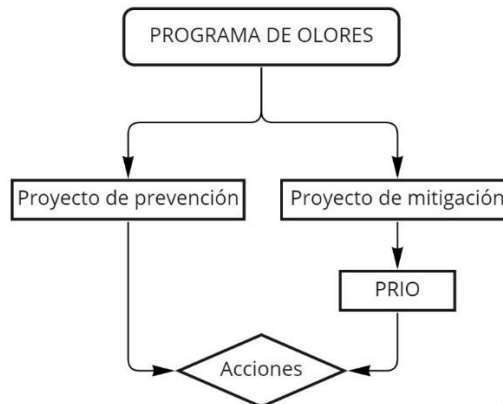 PROGRAMA DE OLORES
Proyecto de prevención
Proyecto de mitigación
PRIO
Acciones